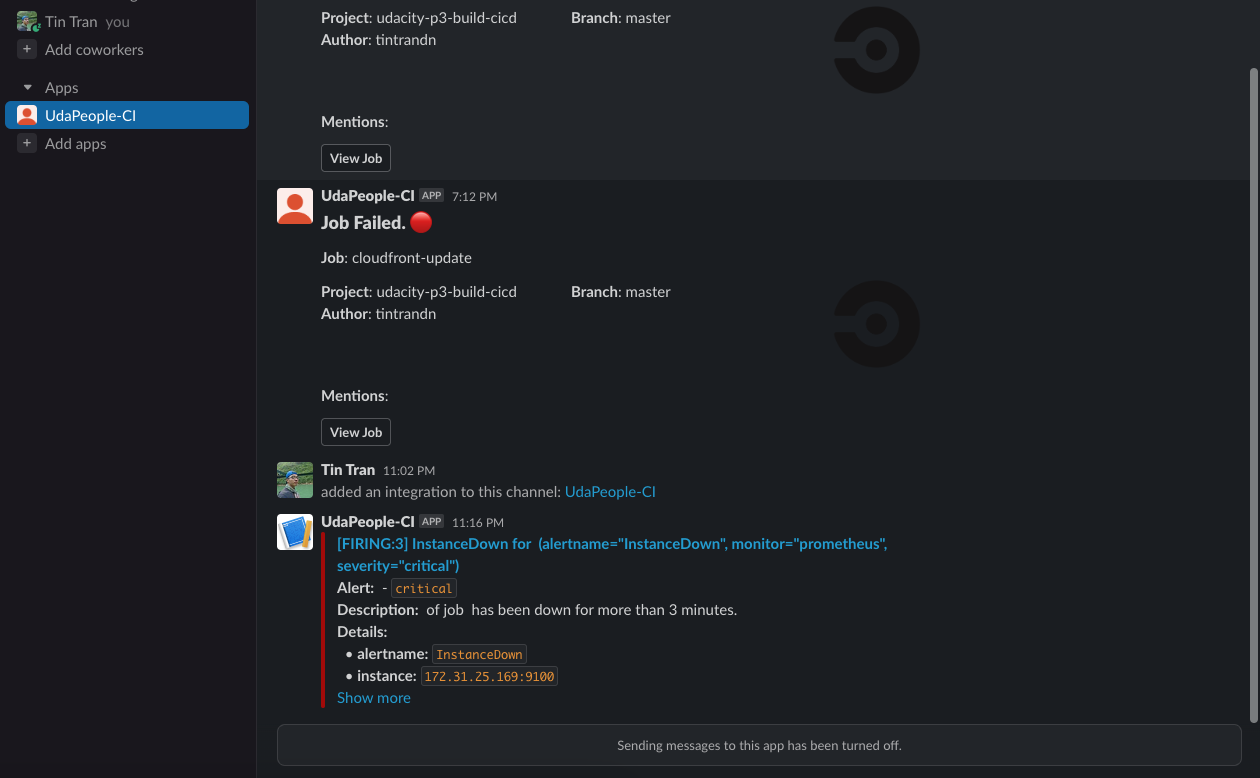 Tin Tran you
+ Add coworkers
Apps
UdaPeople-CI
+ Add apps
Project: udacity-p3-build-cicd Branch: master
Author: tintrandn
Mentions:
View Job
UdaPeople-CI APP 7:12 PM
Job Failed.
Job: cloudfront-update
Project: udacity-p3-build-cicd Branch: master
Author: tintrandn
Mentions:
View Job
Tin Tran 11:02 PM
added an integration to this channel: UdaPeople-CI
UdaPeople-CI APP 11:16 PM
[FIRING:3] InstanceDown for (alertname="InstanceDown", monitor="prometheus",
severity="critical")
Alert: - critical
Description: of job has been down for more than 3 minutes.
Details:
• alertname: InstanceDown
• instance: 172.31.25.169:9100
Show more
Sending messages to this app has been turned off.